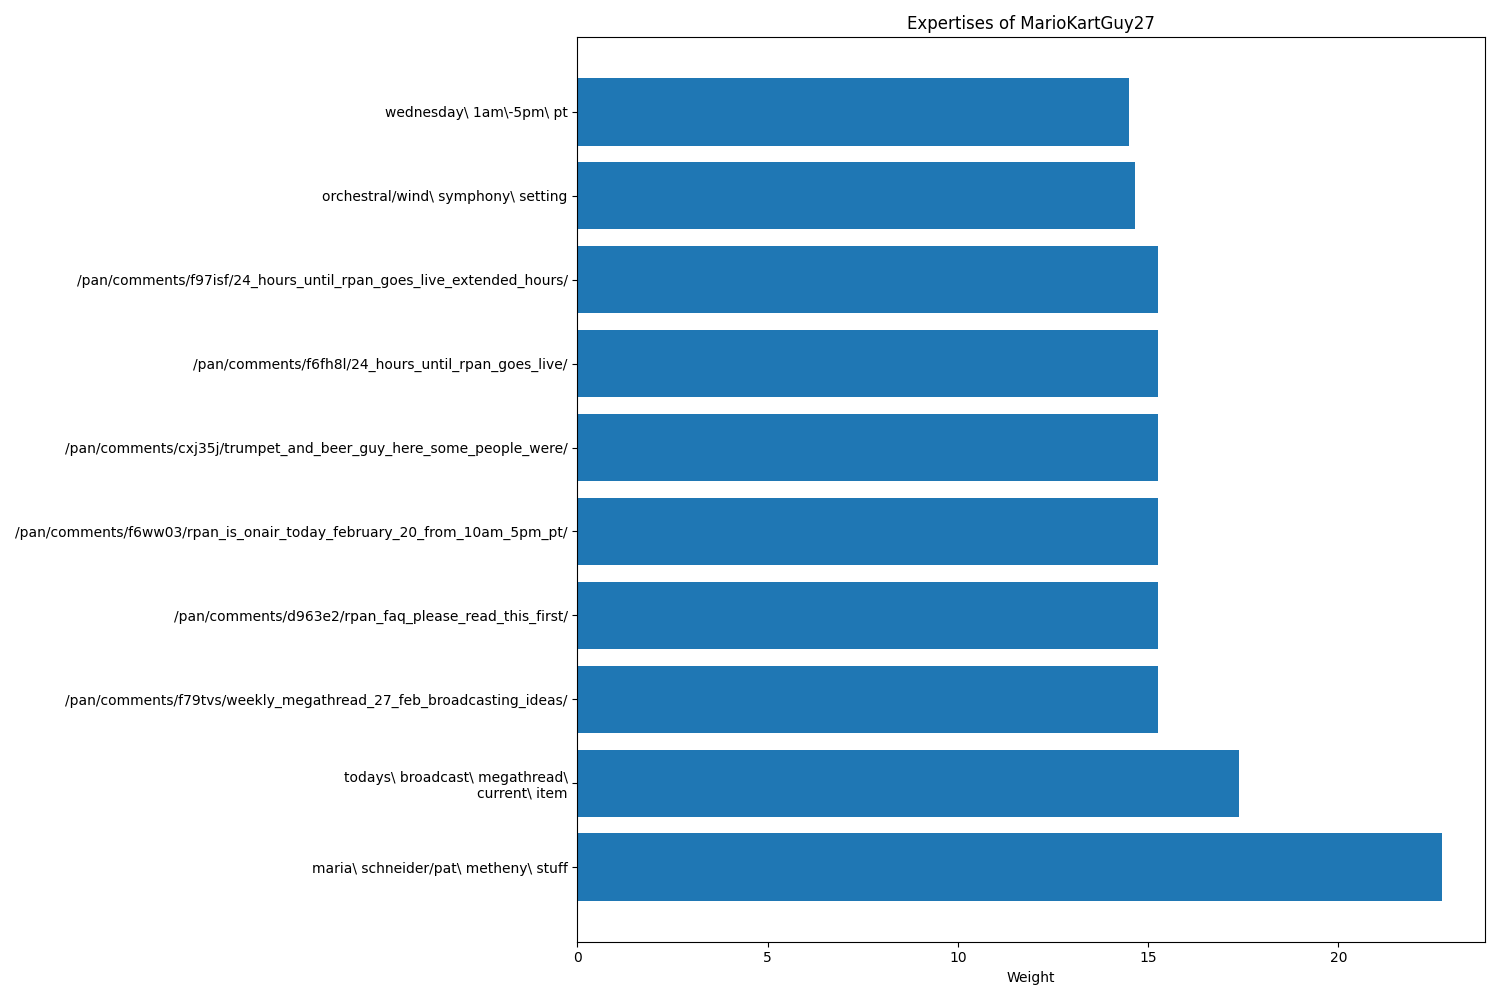 Expertises of MarioKartGuy27
wednesday\ 1am\-5pm\ pt
orchestral/wind\ symphony\ setting
/pan/comments/f97isf/24_hours_until_rpan_goes_live_extended_hours/
/pan/comments/f6fh8l/24_hours_until_rpan_goes_live/
/pan/comments/cxj35j/trumpet_and_beer_guy_here_some_people_were/
/pan/comments/f6ww03/rpan_is_onair_today_february_20_from_10am_5pm_pt/
/pan/comments/d963e2/rpan_faq_please_read_this_first/
/pan/comments/f79tvs/weekly_megathread_27_feb_broadcasting_ideas/
todays\ broadcast\ megathread\
current\ item
maria\ schneider/pat\ metheny\ stuff
0 5 10 15 20
Weight